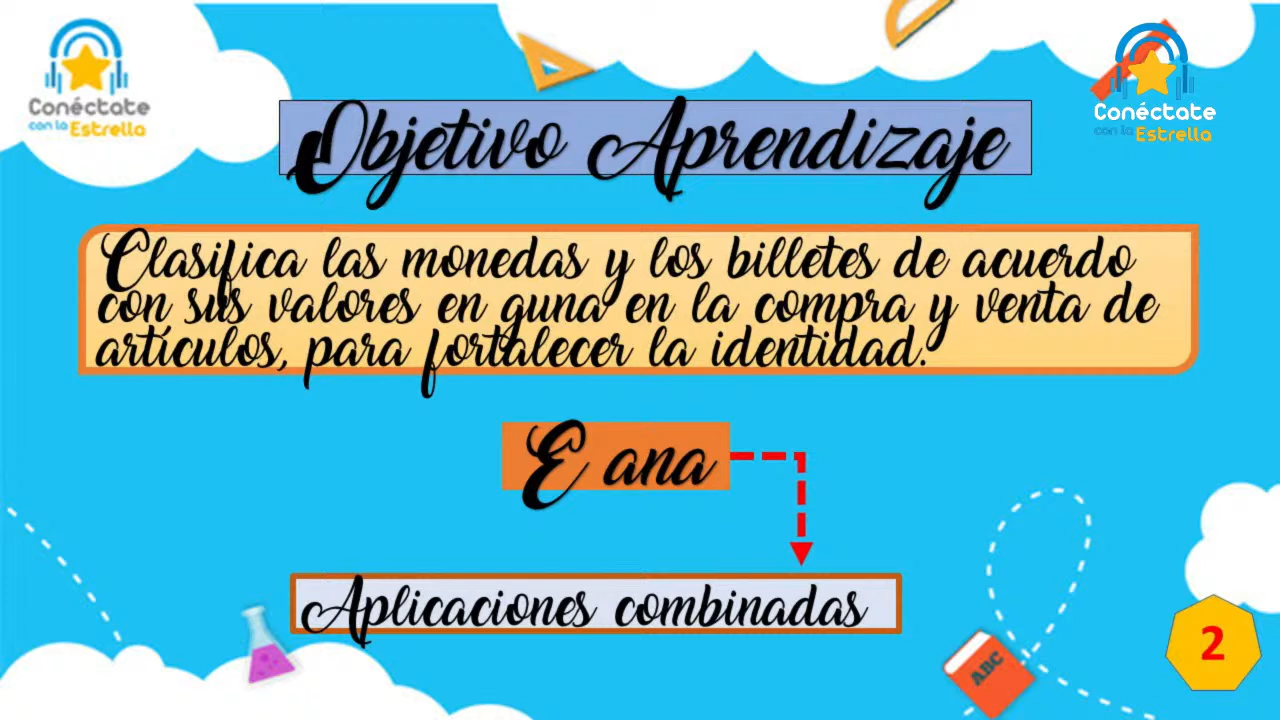 Conéctate
con la Estrella
Conéctate
con la Estrella
Objetivo Aprendizaje
Clasifica las monedas y los billetes de acuerdo
con sus valores en guna en la compra y venta de
artículos, para fortalecer la identidad.
E ana
Aplicaciones combinadas
ABC
2